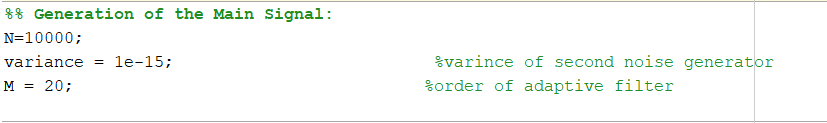 %% Generation of the Main Signal:
N=10000;
variance = 1e-15; %varince of second noise generator
M = 20; %order of adaptive filter